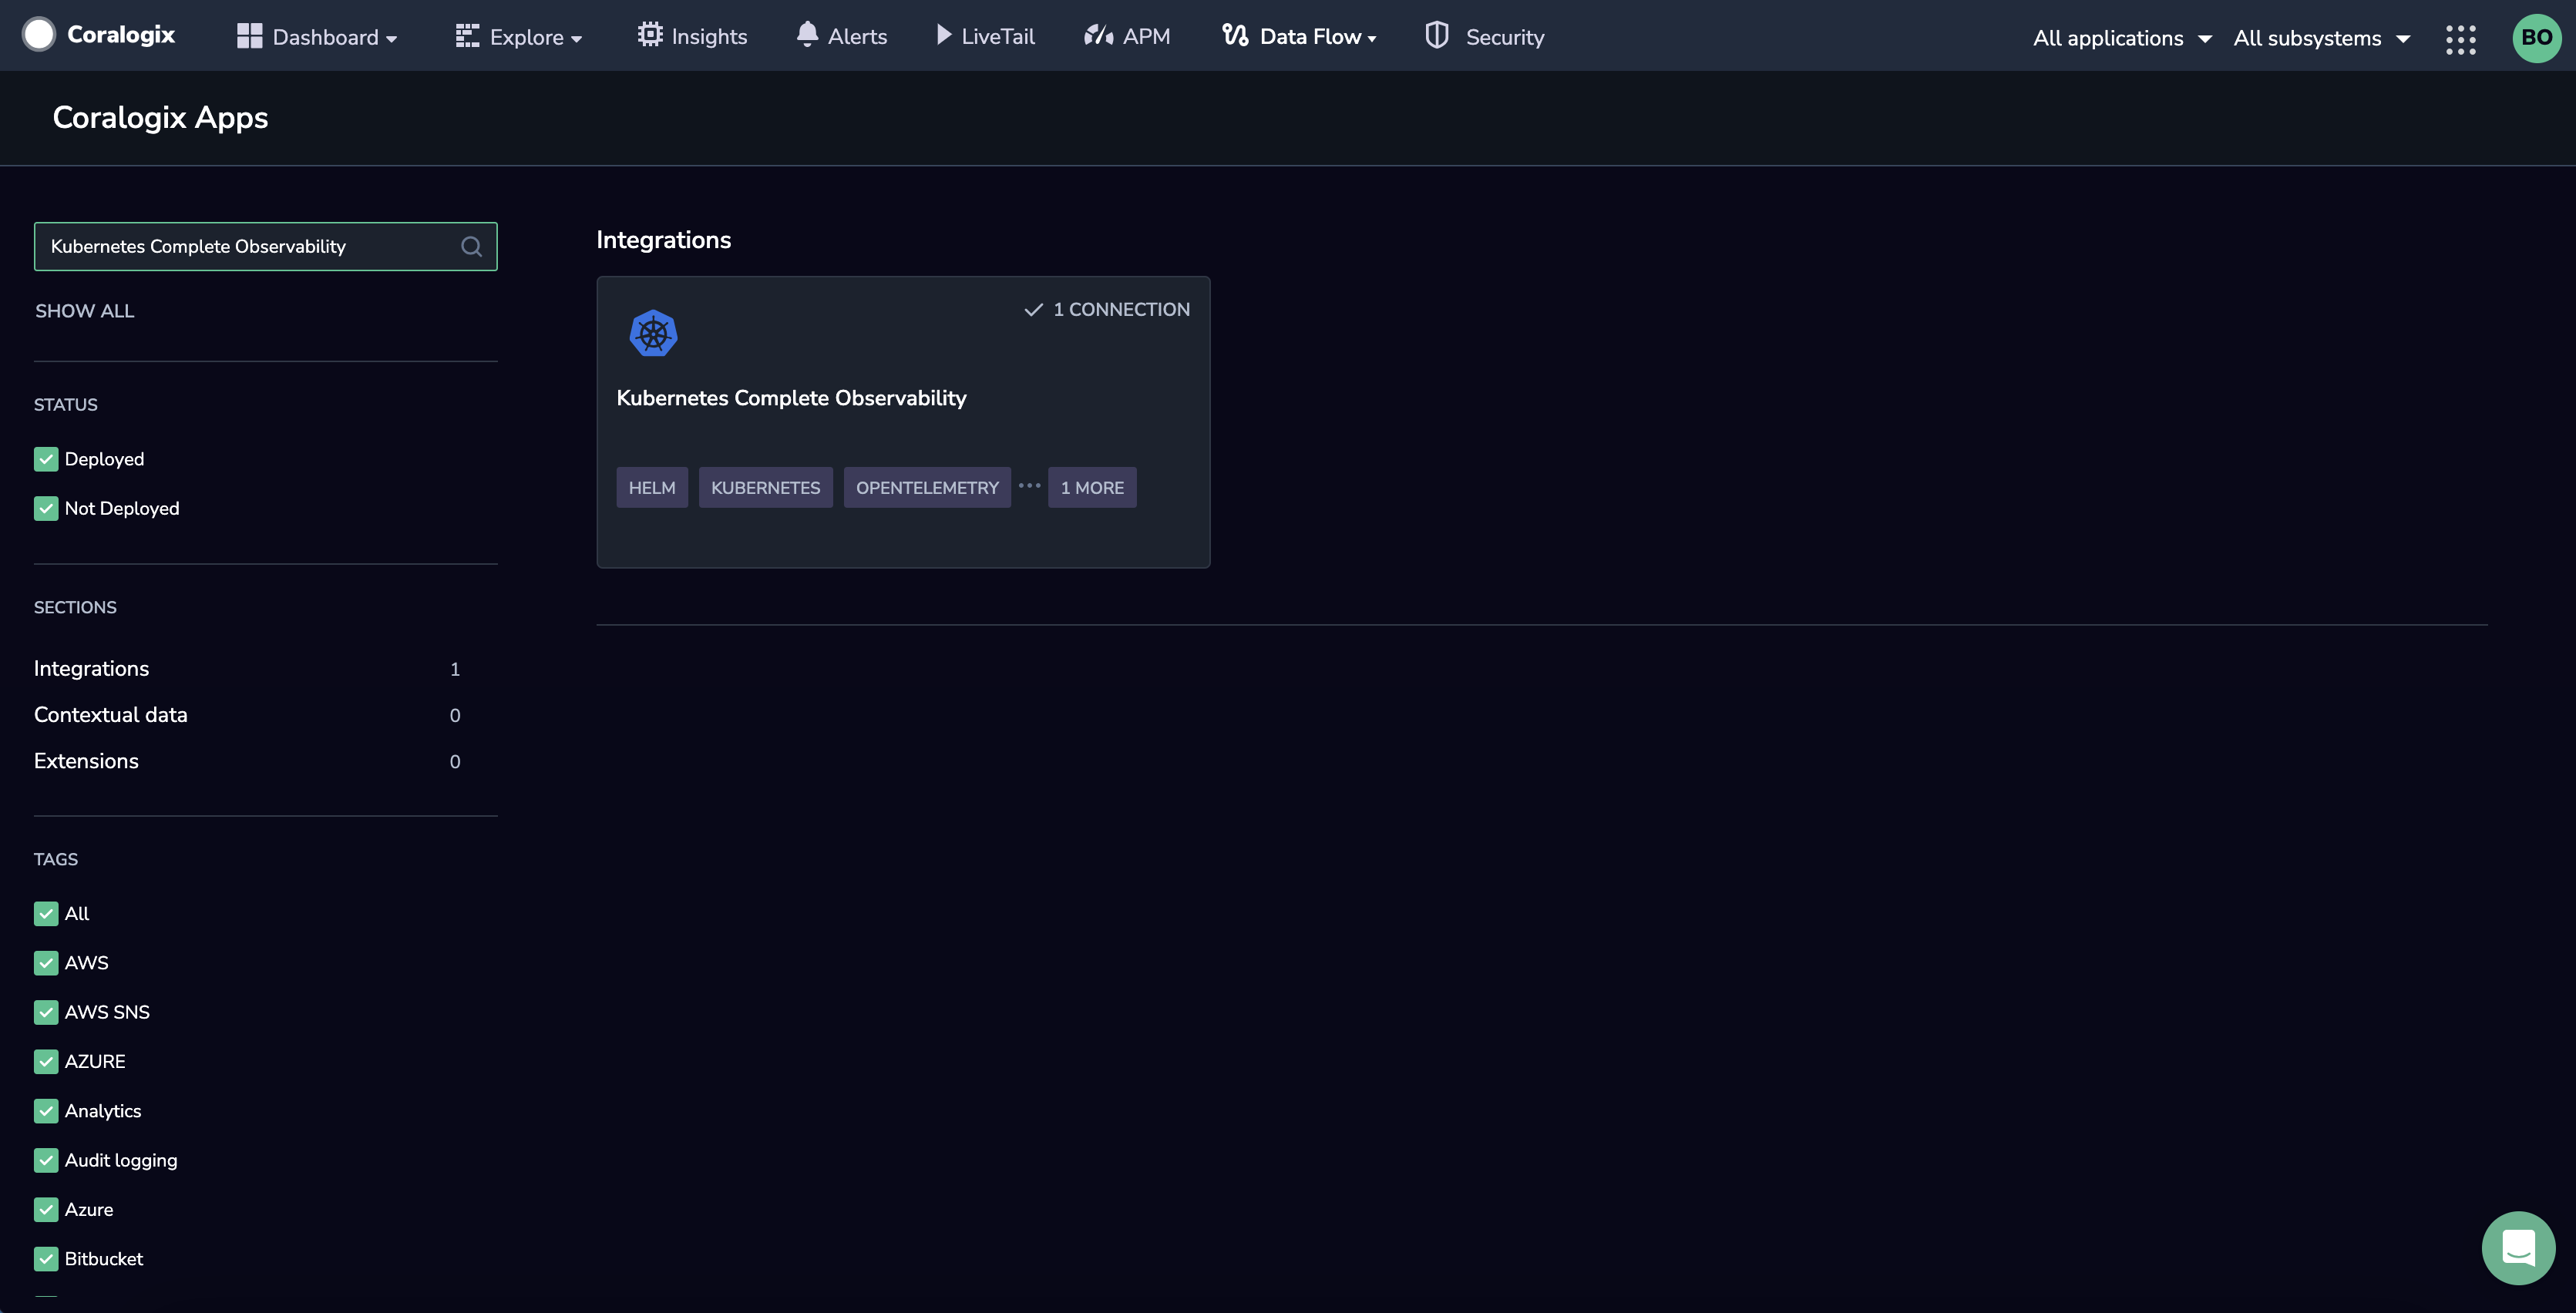 Coralogix Dashboard Explore Insights Alerts LiveTail APM Data Flow Security All applications All subsystems BO
Coralogix Apps
Kubernetes Complete Observability
SHOW ALL
STATUS
Deployed
Not Deployed
SECTIONS
Integrations 1
Contextual data 0
Extensions 0
TAGS
All
AWS
AWS SNS
AZURE
Analytics
Audit logging
Azure
Bitbucket
Integrations
1 CONNECTION
Kubernetes Complete Observability
HELM KUBERNETES OPENTELEMETRY ••• 1 MORE